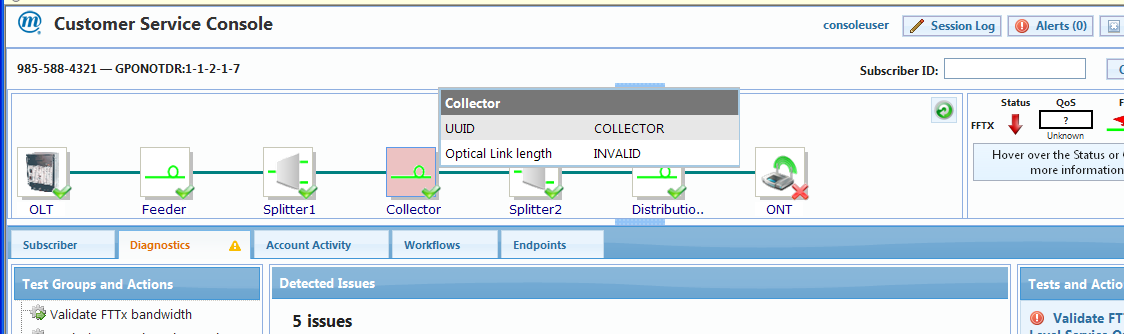 m Customer Service Console
consoleuser Session Log Alerts (0)
985-588-4321 — GPONOTDR:1-1-2-1-7
Subscriber ID:
Collector
UUID COLLECTOR
Optical Link length INVALID
OLT Feeder Splitter1 Collector Splitter2 Distributio.. ONT
Status QoS F
FFTX ?
Unknown
Hover over the Status or
more information
Subscriber Diagnostics Account Activity Workflows Endpoints
Test Groups and Actions
Validate FTTx bandwidth
Detected Issues
5 issues
Tests and Actio
Validate FT